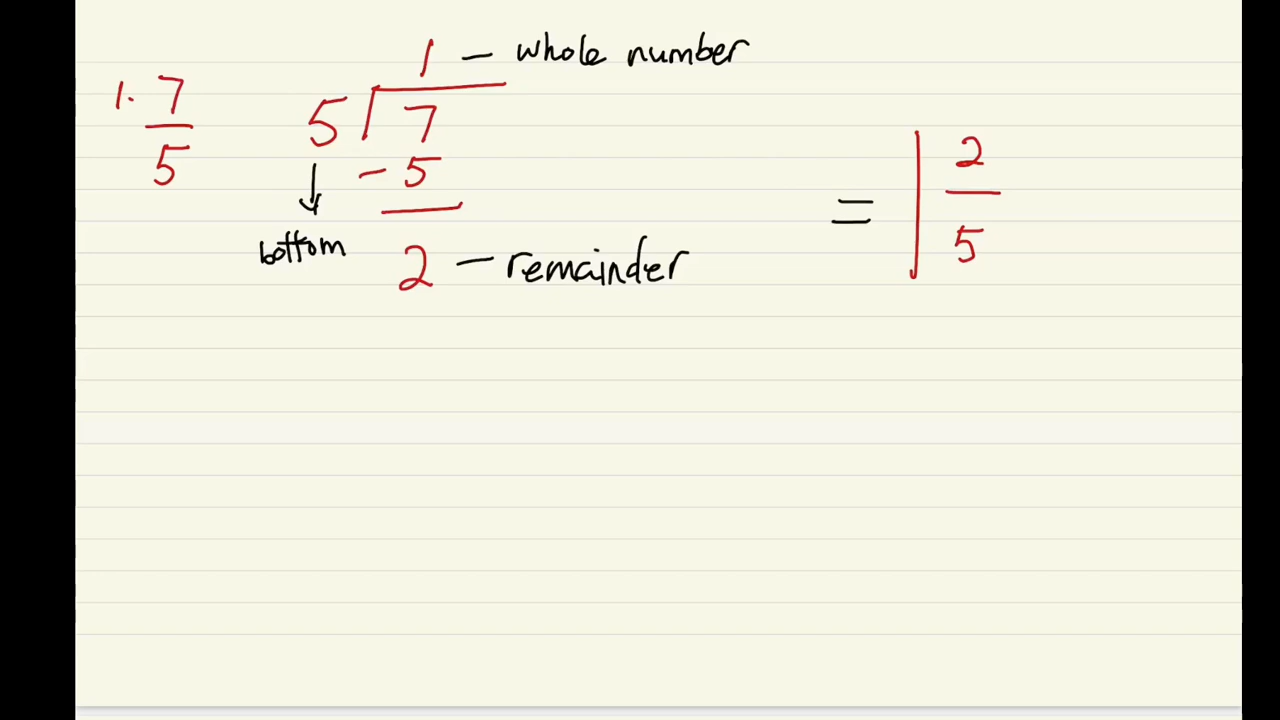 1. 7/5
1 — whole number
5 ) 7
- 5
↓
bottom
2 — remainder
= 1 2/5